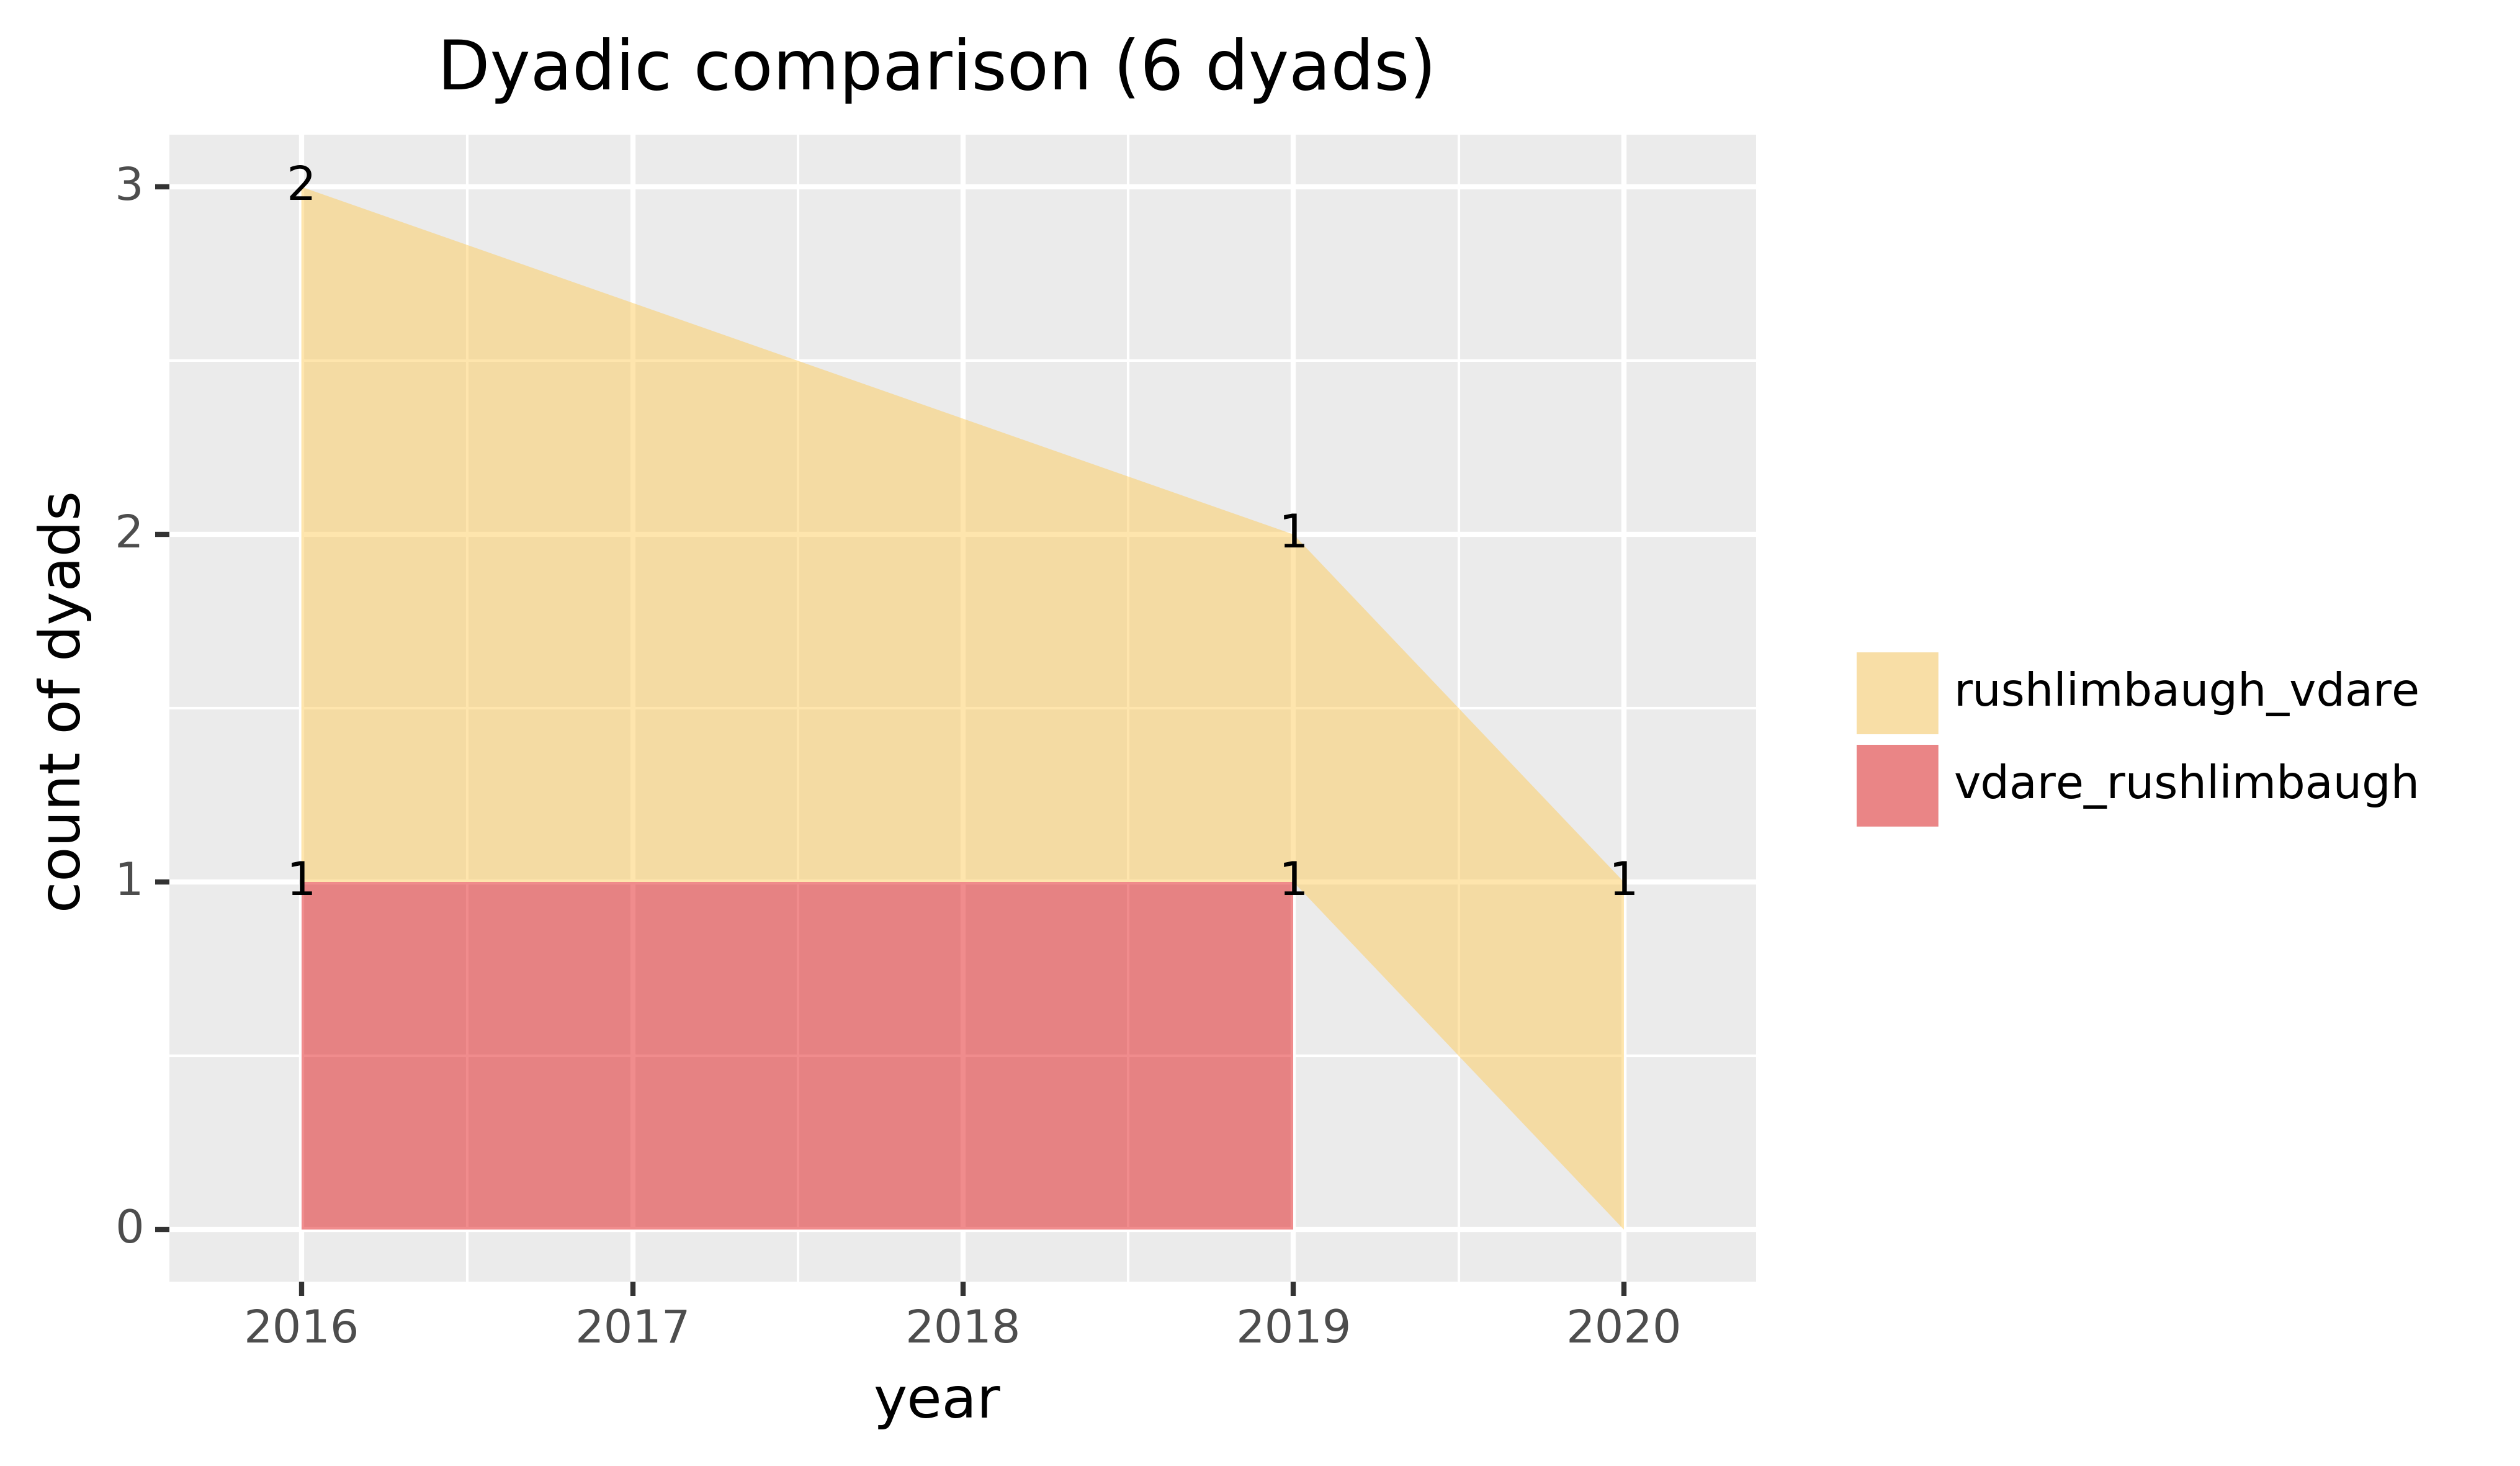 Dyadic comparison (6 dyads)
count of dyads
3
2
1
0
2
1
1
1
1
2016 2017 2018 2019 2020
year
rushlimbaugh_vdare
vdare_rushlimbaugh